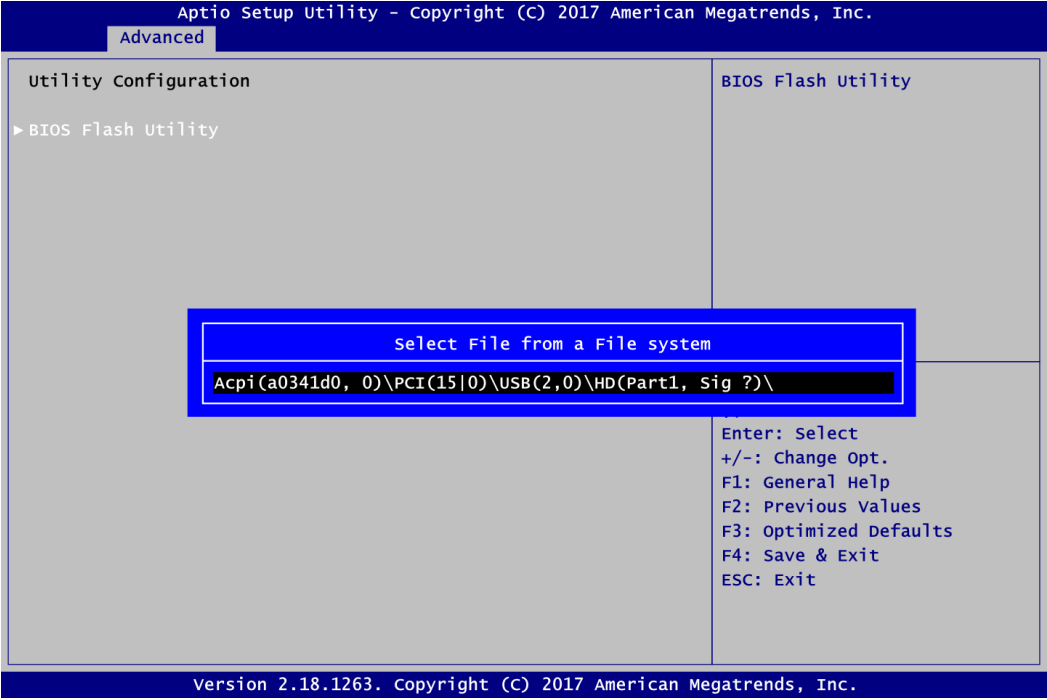 Aptio Setup Utility – Copyright (C) 2017 American Megatrends, Inc.
Advanced
Utility Configuration
▶ BIOS Flash Utility
BIOS Flash Utility
Select File from a File system
Acpi(a0341d0, 0)\PCI(15|0)\USB(2,0)\HD(Part1, Sig ?)\
Enter: Select
+/-: Change Opt.
F1: General Help
F2: Previous Values
F3: Optimized Defaults
F4: Save & Exit
ESC: Exit
Version 2.18.1263. Copyright (C) 2017 American Megatrends, Inc.